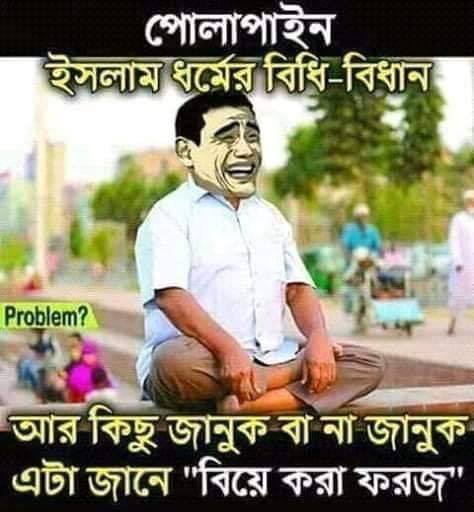 পোলাপাইন
ইসলাম ধর্মের বিধি-বিধান
Problem?
আর কিছু জানুক বা না জানুক
এটা জানে "বিয়ে করা ফরজ"